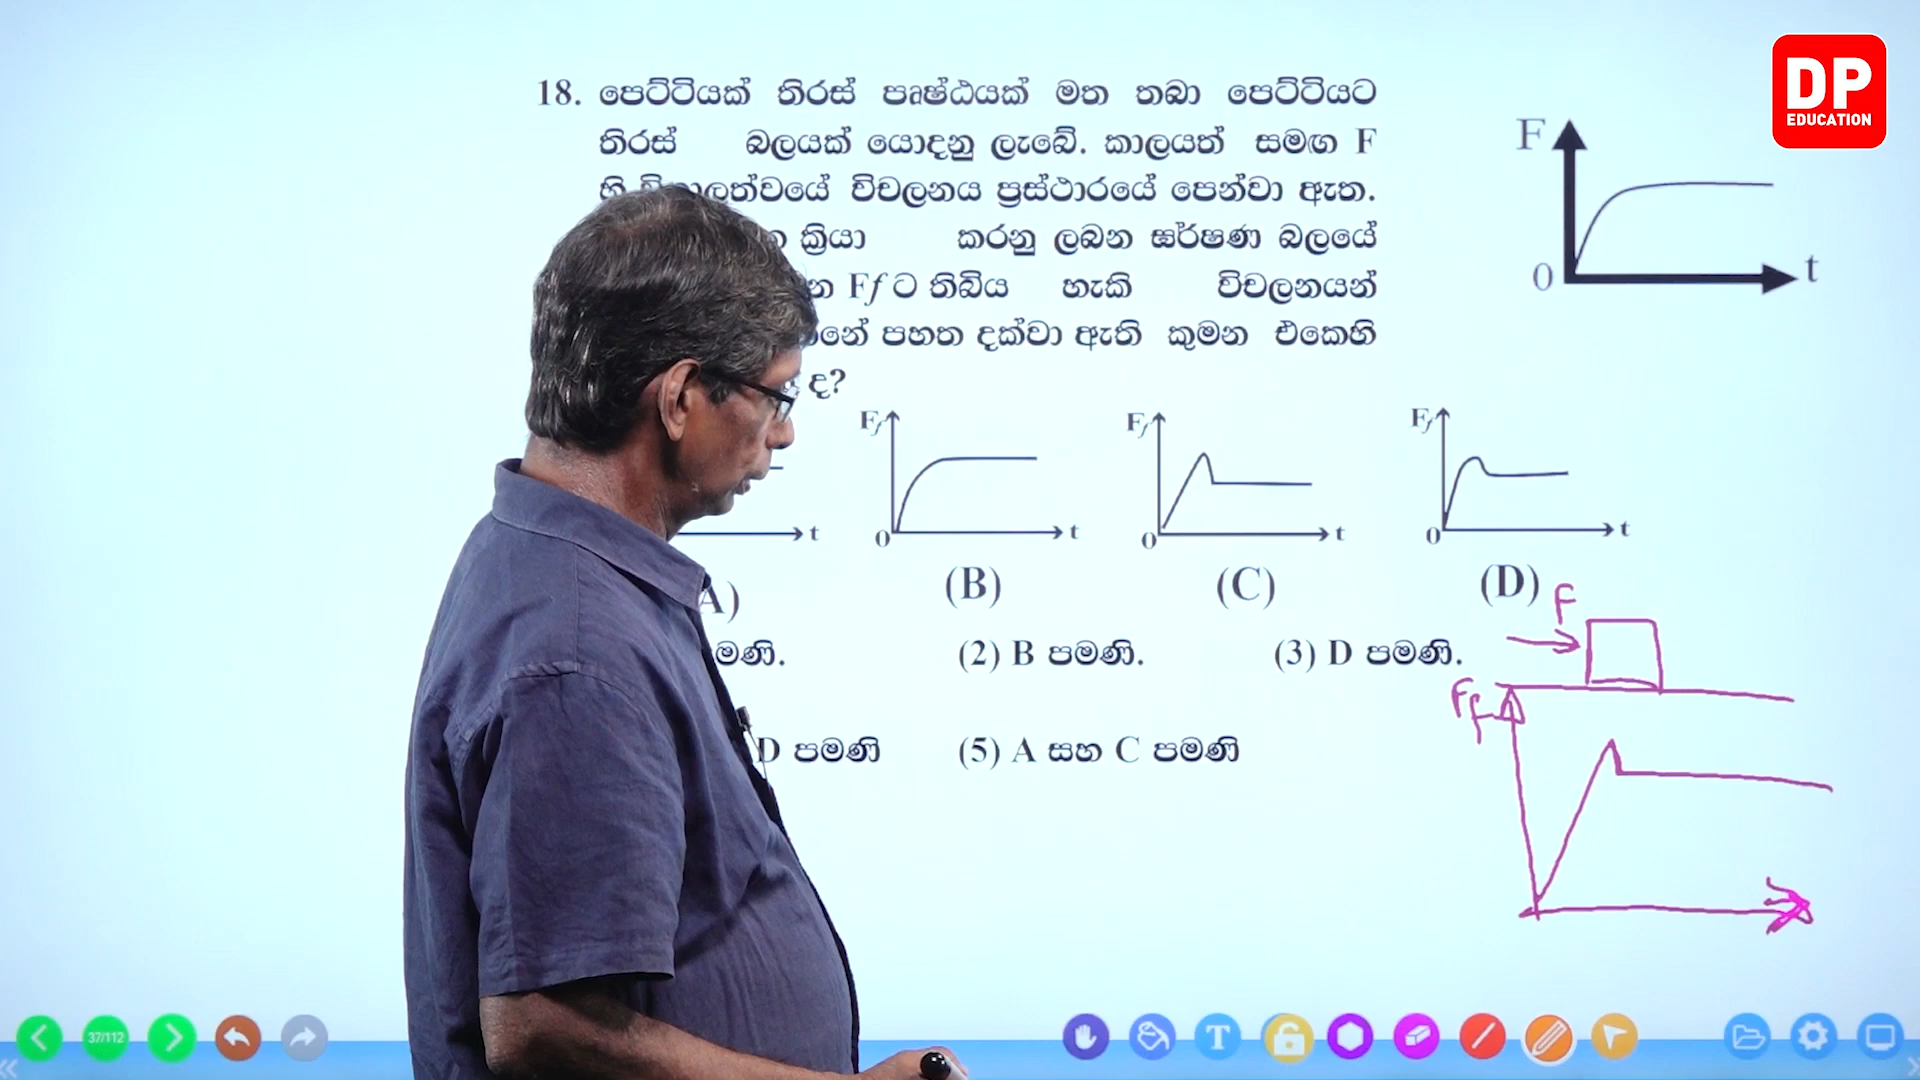 DP
EDUCATION
18. පෙට්ටියක් තිරස් පෘෂ්ඨයක් මත තබා පෙට්ටියට
තිරස් බලයක් යොදනු ලැබේ. කාලයත් සමඟ F
විචලනය ප්‍රස්ථාරයේ පෙන්වා ඇත.
ක්‍රියා කරනු ලබන ඝර්ෂණ බලයේ
Ff ට තිබිය හැකි විචලනයන්
පහත දක්වා ඇති කුමන එකෙහි
ද?
F
0
t
t
Ff
0
t
(B)
Ff
0
t
(C)
Ff
0
t
(D)
(2) B පමණි.
(3) D පමණි.
D පමණි
(5) A සහ C පමණි
F
Ff
37/112
T